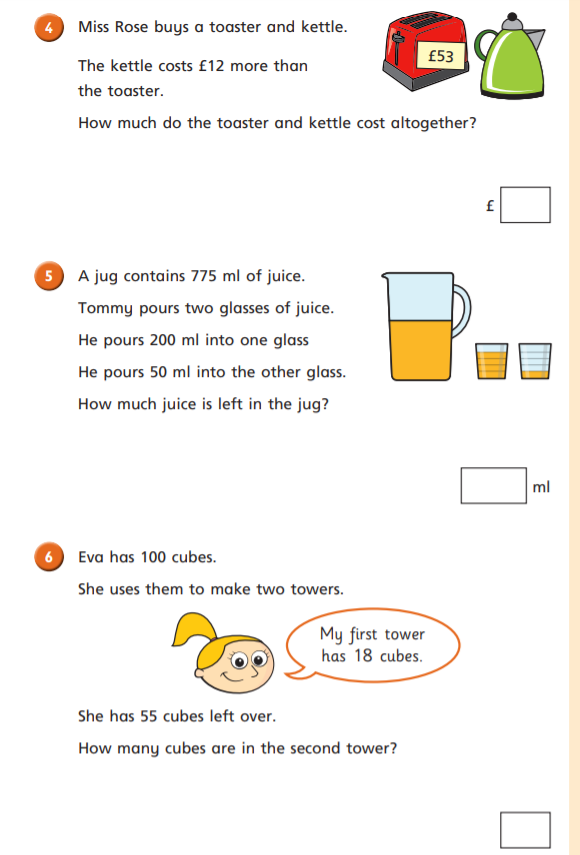 4 Miss Rose buys a toaster and kettle.
£53
The kettle costs £12 more than
the toaster.
How much do the toaster and kettle cost altogether?
£
5 A jug contains 775 ml of juice.
Tommy pours two glasses of juice.
He pours 200 ml into one glass
He pours 50 ml into the other glass.
How much juice is left in the jug?
ml
6 Eva has 100 cubes.
She uses them to make two towers.
My first tower
has 18 cubes.
She has 55 cubes left over.
How many cubes are in the second tower?